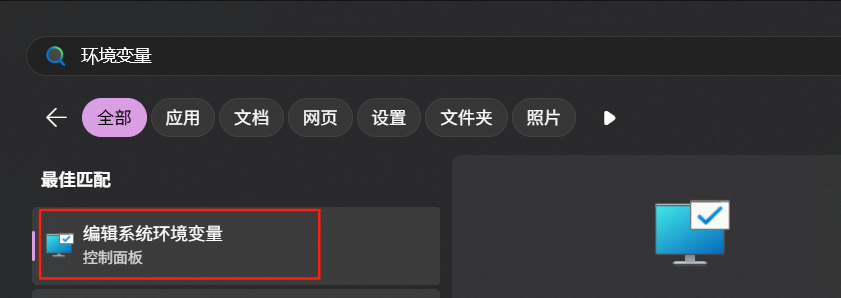 环境变量
全部 应用 文档 网页 设置 文件夹 照片
最佳匹配
编辑系统环境变量
控制面板